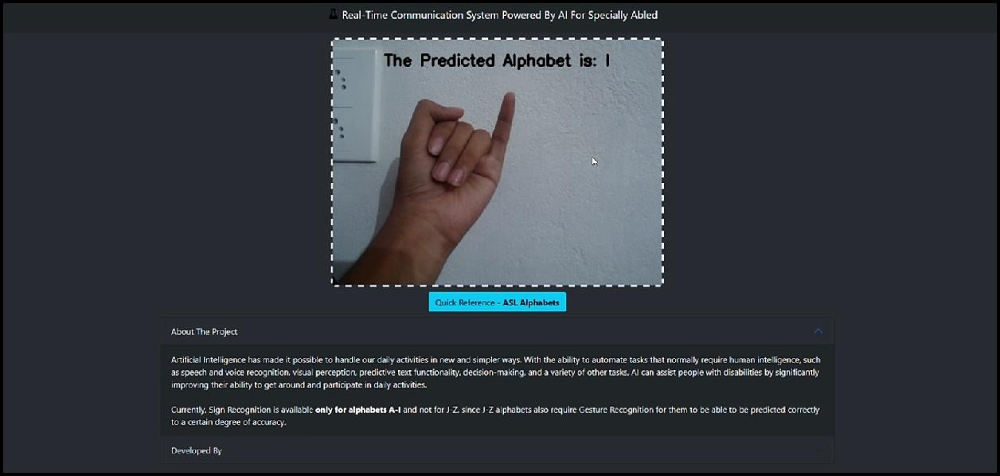 Real-Time Communication System Powered By AI For Specially Abled
The Predicted Alphabet is: I
Quick Reference - ASL Alphabets
About The Project
Artificial Intelligence has made it possible to handle our daily activities in new and simpler ways. With the ability to automate tasks that normally require human intelligence, such
as speech and voice recognition, visual perception, predictive text functionality, decision-making, and a variety of other tasks, AI can assist people with disabilities by significantly
improving their ability to get around and participate in daily activities.
Currently, Sign Recognition is available only for alphabets A-I and not for J-Z, since J-Z alphabets also require Gesture Recognition for them to be able to be predicted correctly
to a certain degree of accuracy.
Developed By